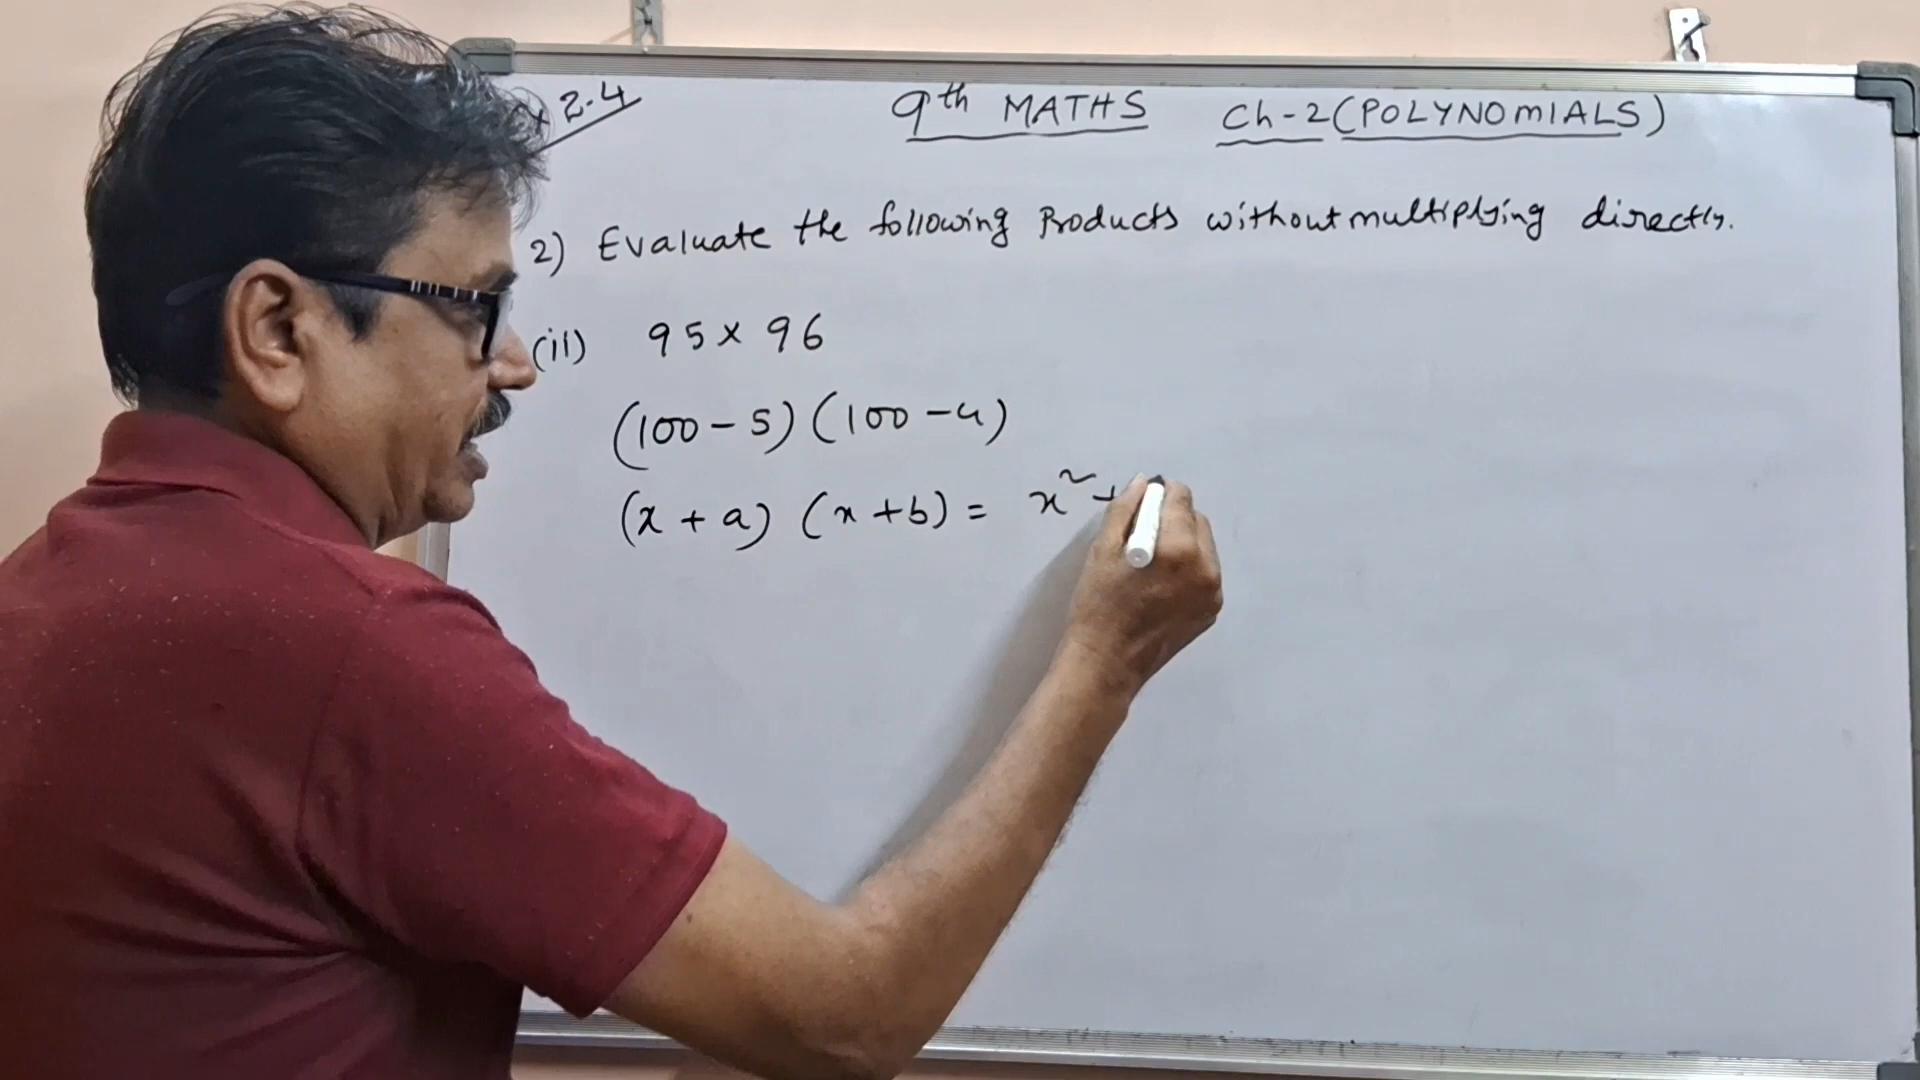 2.4
9th MATHS Ch-2 (POLYNOMIALS)
2) Evaluate the following Products without multiplying directly.
(ii) 95 x 96
(100 - 5) (100 - 4)
(x + a) (x + b) = x² +